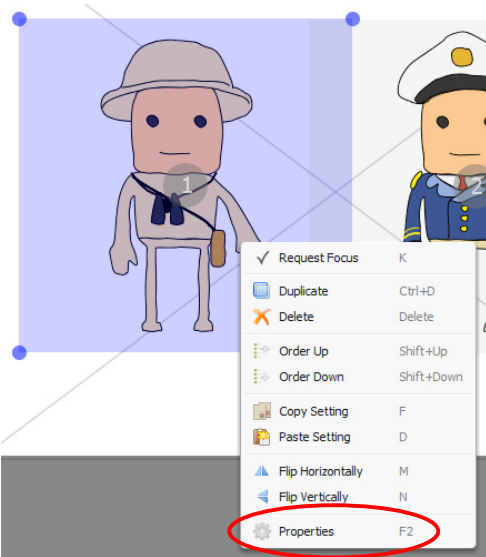 1
2
Request Focus K
Duplicate Ctrl+D
Delete Delete
Order Up Shift+Up
Order Down Shift+Down
Copy Setting F
Paste Setting D
Flip Horizontally M
Flip Vertically N
Properties F2